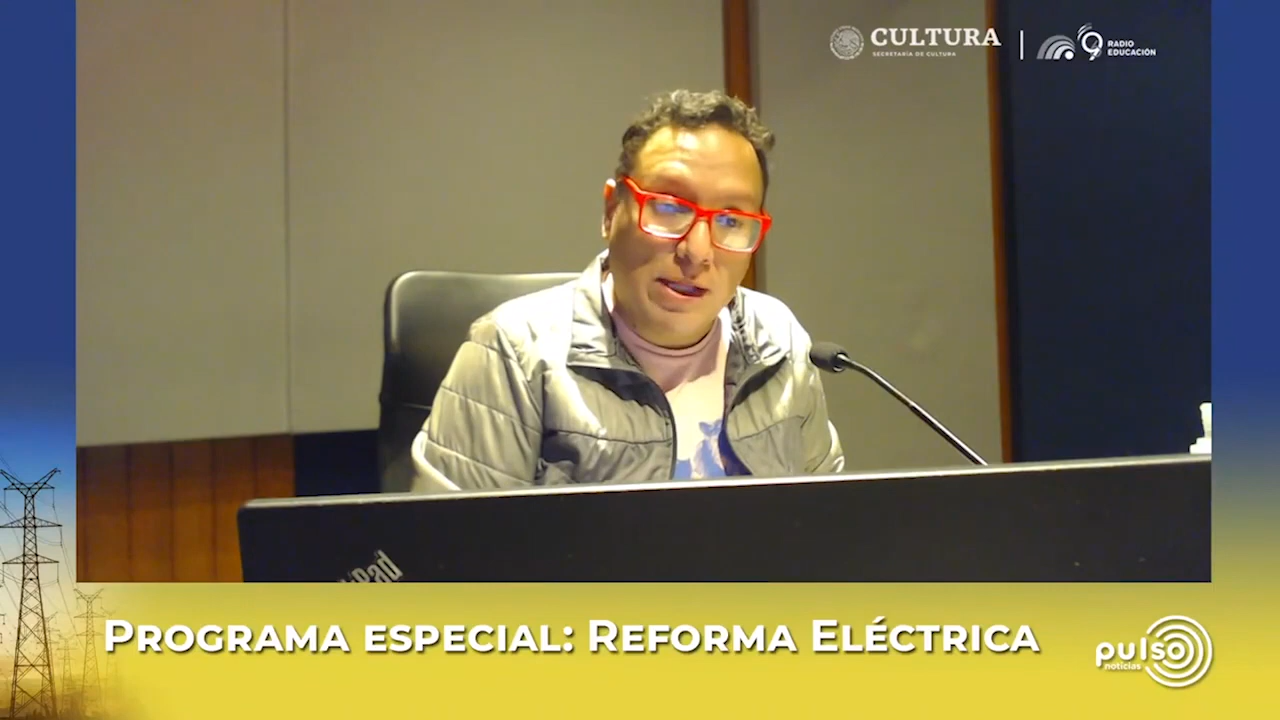 CULTURA
SECRETARÍA DE CULTURA
RADIO
EDUCACIÓN
PROGRAMA ESPECIAL: REFORMA ELÉCTRICA
pulso
noticias